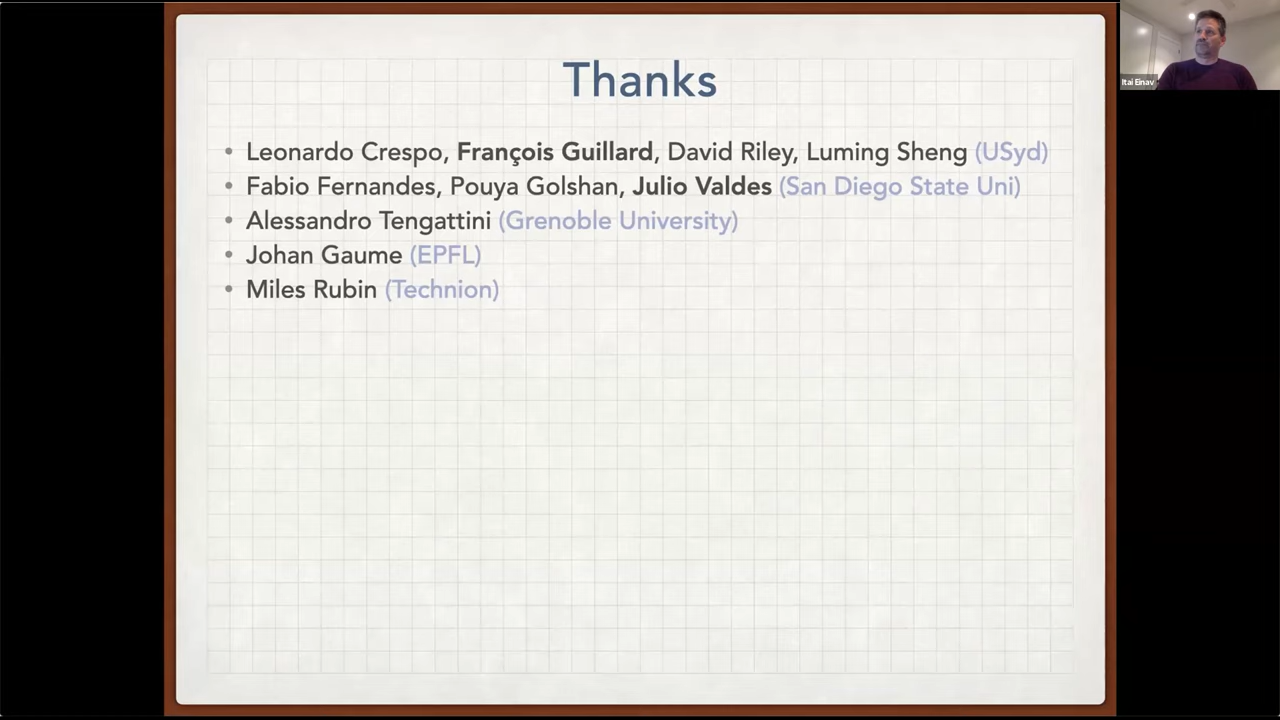 Thanks
Itai Einav
• Leonardo Crespo, François Guillard, David Riley, Luming Sheng (USyd)
• Fabio Fernandes, Pouya Golshan, Julio Valdes (San Diego State Uni)
• Alessandro Tengattini (Grenoble University)
• Johan Gaume (EPFL)
• Miles Rubin (Technion)